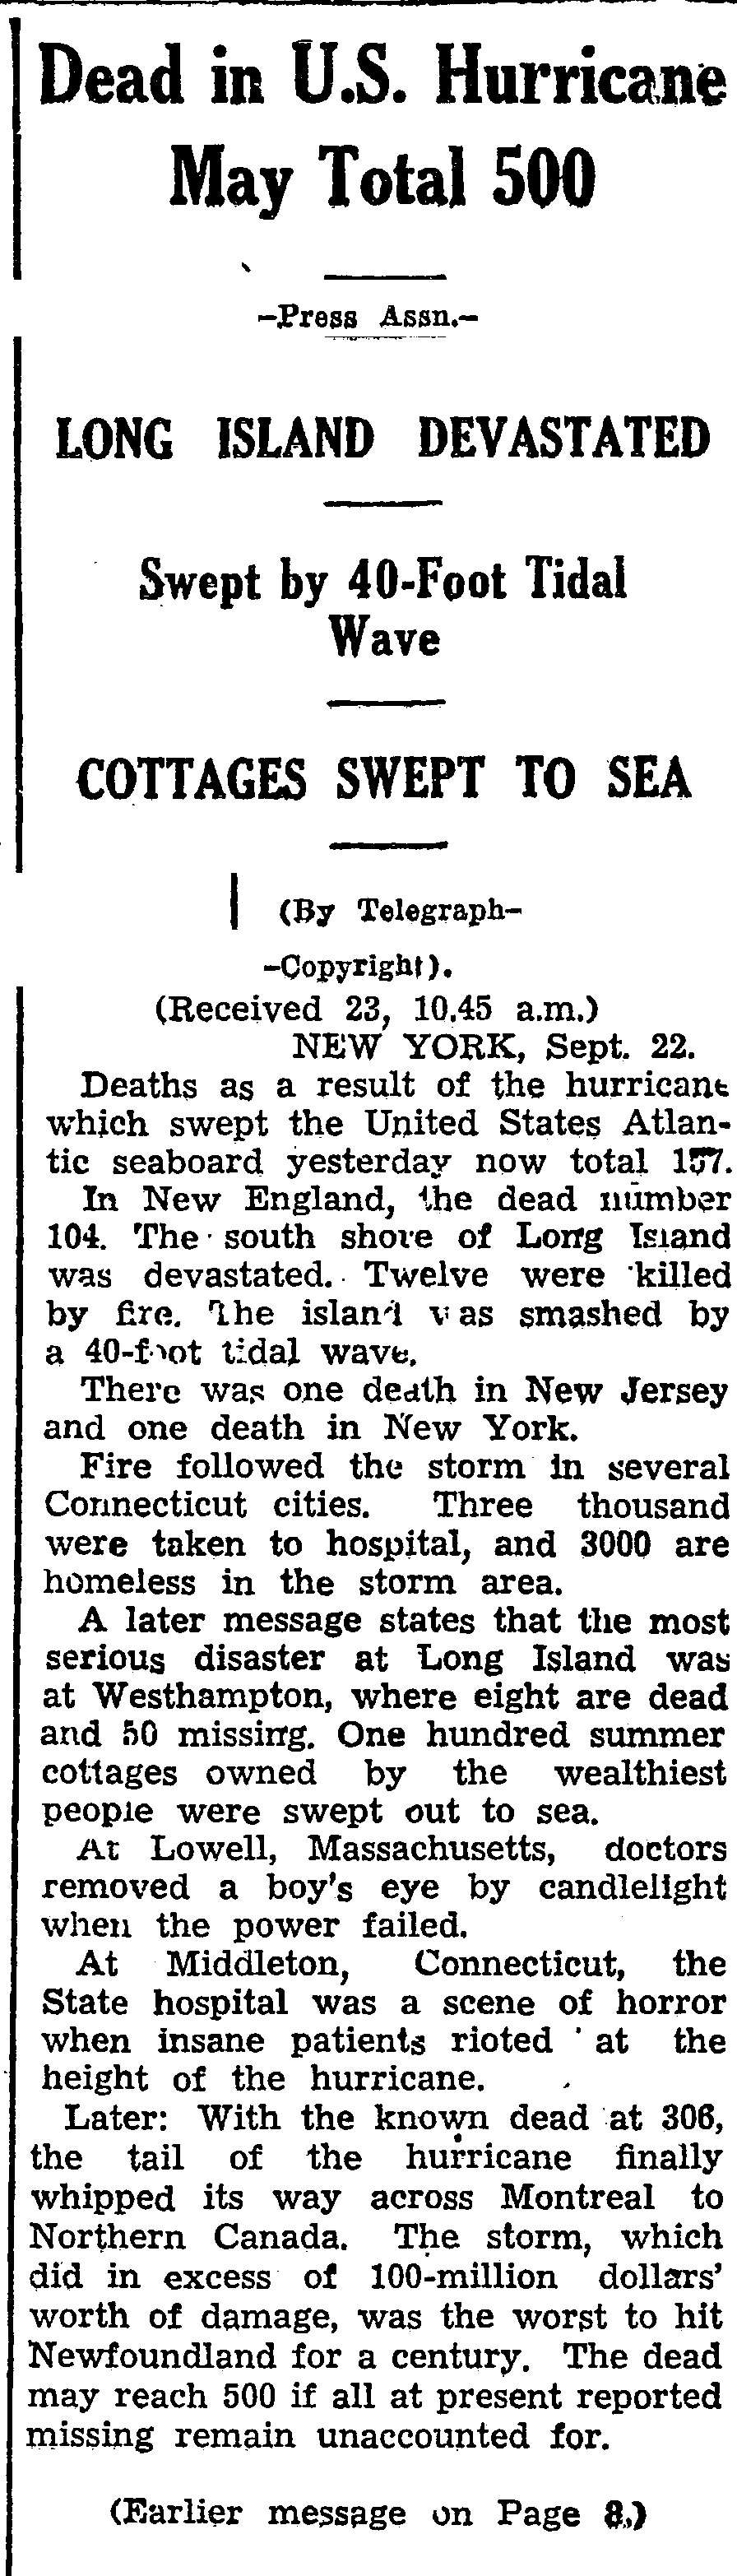 Dead in U.S. Hurricane
May Total 500
-Press Assn.-
LONG ISLAND DEVASTATED
Swept by 40-Foot Tidal
Wave
COTTAGES SWEPT TO SEA
(By Telegraph-
-Copyright).
(Received 23, 10.45 a.m.)
NEW YORK, Sept. 22.
Deaths as a result of the hurricane
which swept the United States Atlan-
tic seaboard yesterday now total 157.
In New England, the dead number
104. The south shore of Long Island
was devastated. Twelve were killed
by fire. The island was smashed by
a 40-foot tidal wave.
There was one death in New Jersey
and one death in New York.
Fire followed the storm in several
Connecticut cities. Three thousand
were taken to hospital, and 3000 are
homeless in the storm area.
A later message states that the most
serious disaster at Long Island was
at Westhampton, where eight are dead
and 50 missing. One hundred summer
cottages owned by the wealthiest
people were swept out to sea.
At Lowell, Massachusetts, doctors
removed a boy's eye by candlelight
when the power failed.
At Middleton, Connecticut, the
State hospital was a scene of horror
when insane patients rioted at the
height of the hurricane.
Later: With the known dead at 306,
the tail of the hurricane finally
whipped its way across Montreal to
Northern Canada. The storm, which
did in excess of 100-million dollars'
worth of damage, was the worst to hit
Newfoundland for a century. The dead
may reach 500 if all at present reported
missing remain unaccounted for.
(Earlier message on Page 8.)